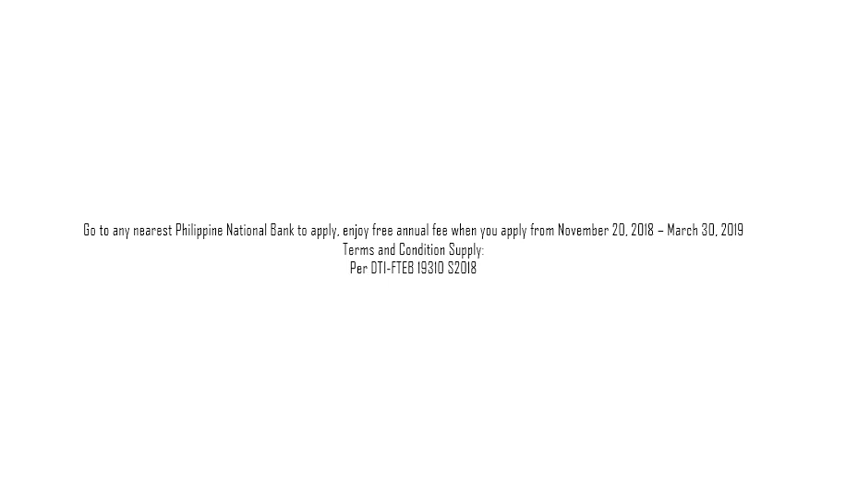 Go to any nearest Philippine National Bank to apply, enjoy free annual fee when you apply from November 20, 2018 – March 30, 2019
Terms and Condition Supply:
Per DTI-FTEB 19310 S2018